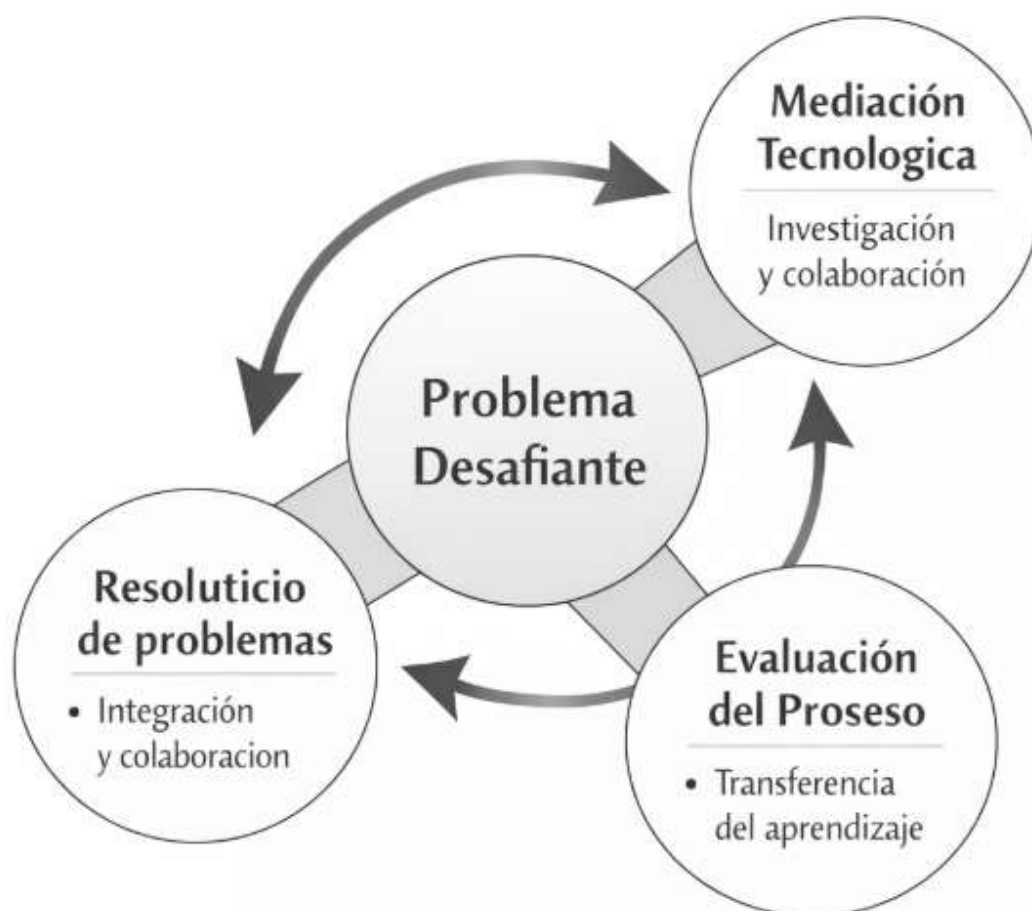 Mediación
Tecnologica
Investigación
y colaboración
Problema
Desafiante
Resoluticio
de problemas
• Integración
y colaboracion
Evaluación
del Proseso
• Transferencia
del aprendizaje